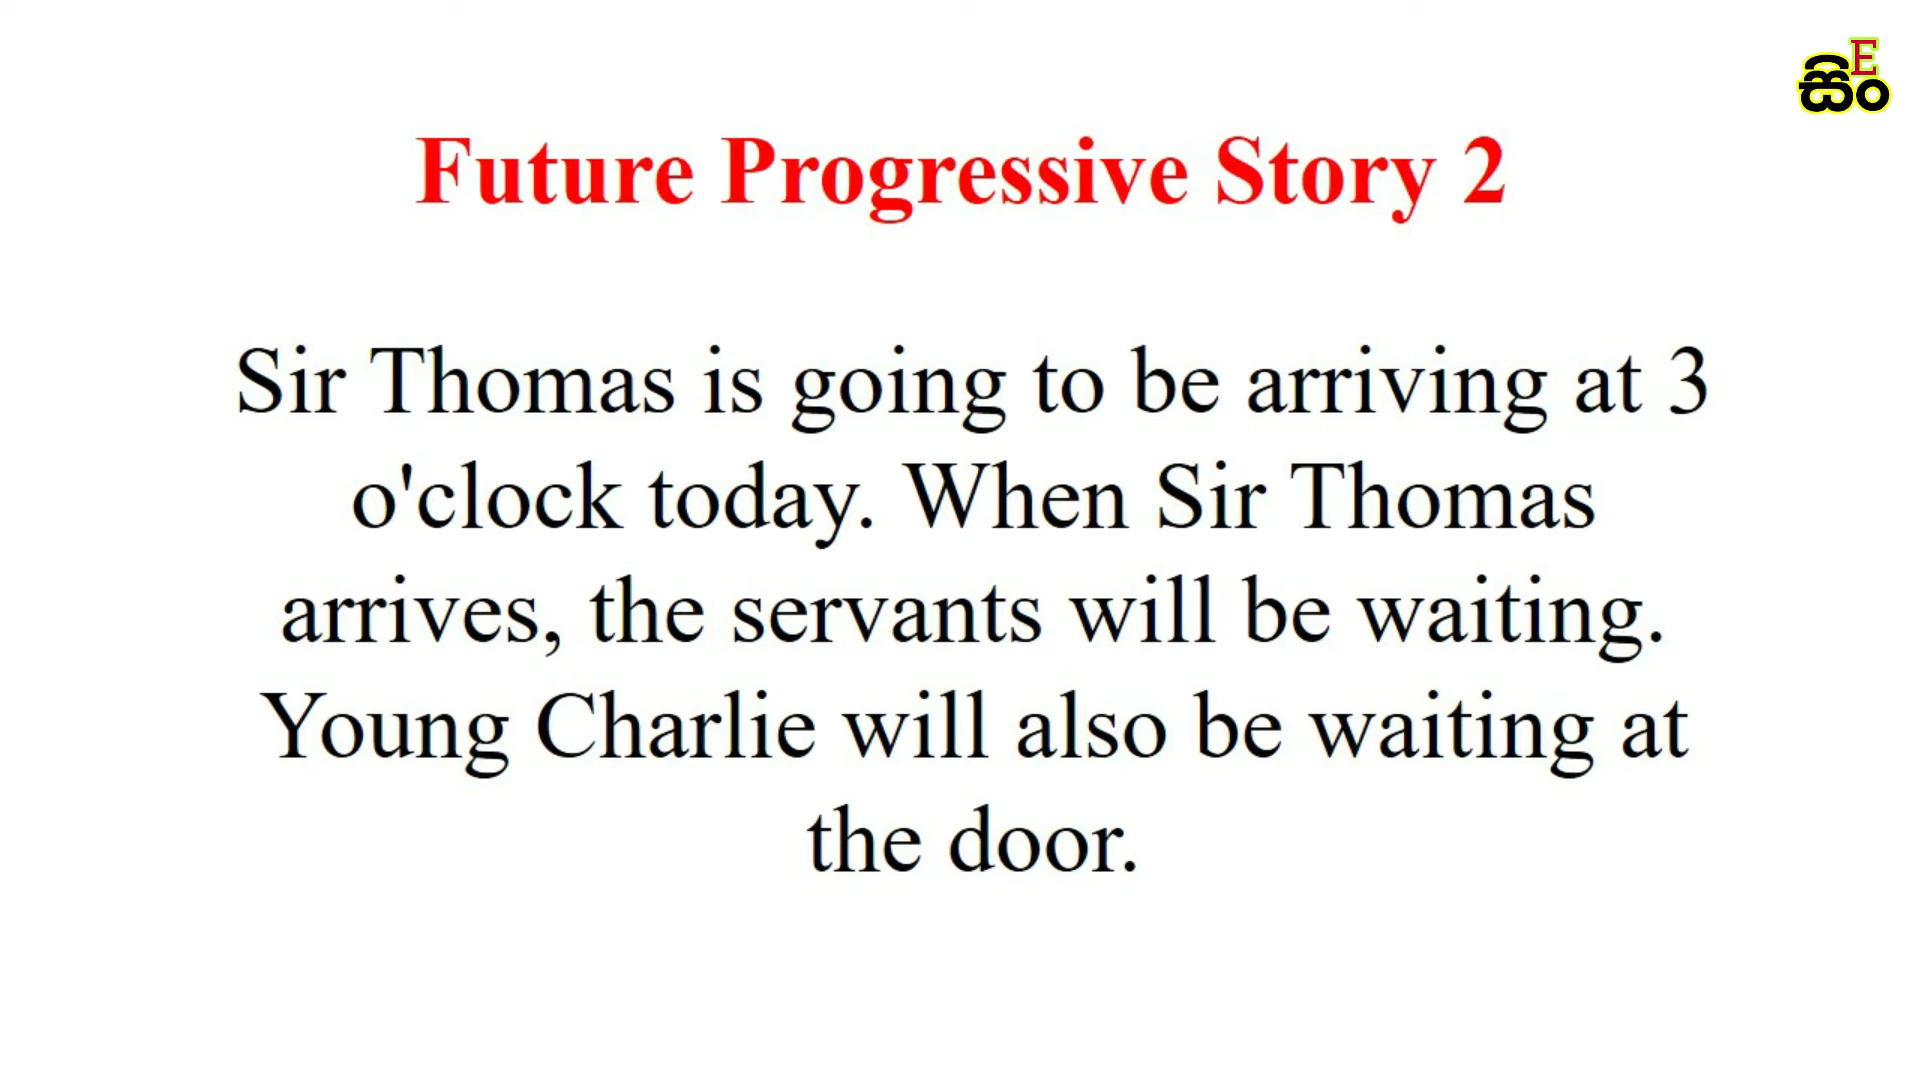 සිං
E
Future Progressive Story 2
Sir Thomas is going to be arriving at 3
o'clock today. When Sir Thomas
arrives, the servants will be waiting.
Young Charlie will also be waiting at
the door.